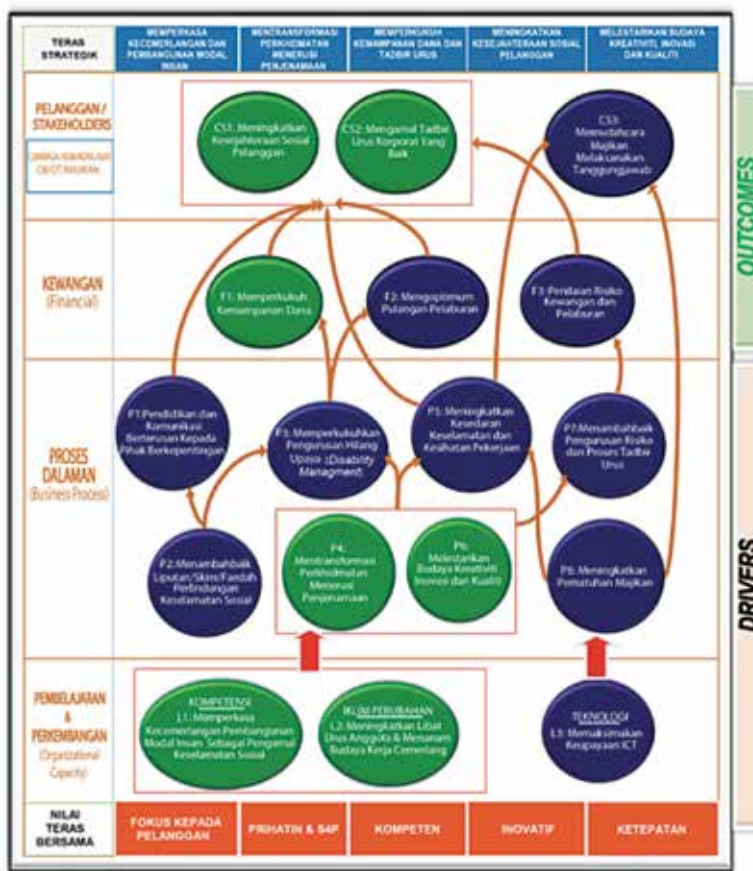 TERAS
STRATEGIK
MEMPERKASA
KECEMERLANGAN DAN
PEMBANGUNAN MODAL
INSAN
MENTRANSFORMASI
PERKHIDMATAN
MENERUSI
PENJENAMAAN
MEMPERKUKUH
KEMAMPANAN DANA DAN
TADBIR URUS
MENINGKATKAN
KESEJAHTERAAN SOSIAL
PELANGGAN
MELESTARIKAN BUDAYA
KREATIVITI, INOVASI
DAN KUALITI
PELANGGAN /
STAKEHOLDERS
CS1: Meningkatkan
Kesejahteraan Sosial
Pelanggan
CS2: Mengamal Tadbir
Urus Korporat Yang
Baik
CS3:
Memudahcara
Majikan
Melaksanakan
Tanggungjawab
OUTCOMES
KEWANGAN
(Financial)
F1: Memperkukuh
Kemampanan Dana
F2: Mengoptimum
Pulangan Pelaburan
F3: Penilaian Risiko
Kewangan dan
Pelaburan
PROSES
DALAMAN
(Business Process)
P1:Pendidikan dan
Komunikasi
Berterusan Kepada
Pihak Berkepentingan
P3: Memperkukuhkan
Pengurusan Hilang
Upaya (Disability
Managment)
P5: Meningkatkan
Kesedaran
Keselamatan dan
Kesihatan Pekerjaan
P7:Menambahbaik
Pengurusan Risiko
dan Proses Tadbir
Urus
P2: Menambahbaik
Liputan/Skim/Faedah
Perlindungan
Keselamatan Sosial
P4:
Mentransformasi
Perkhidmatan
Menerusi
Penjenamaan
Melestarikan
Budaya Kreativiti
Inovasi dan Kualiti
Meningkatkan
Pematuhan Majikan
DRIVERS
PEMBELAJARAN
&
PERKEMBANGAN
(Organizational
Capacity)
KOMPETENSI
L1: Memperkasa
Kecemerlangan Pembangunan
Modal Insan Sebagai Pengamal
Keselamatan Sosial
IKLIM PERUBAHAN
L2: Meningkatkan Libat
Urus Anggota & Menanam
Budaya Kerja Cemerlang
TEKNOLOGI
L3: Memaksimakan
Keupayaan ICT
NILAI
TERAS
BERSAMA
FOKUS KEPADA
PELANGGAN
PRIHATIN & S4P
KOMPETEN
INOVATIF
KETEPATAN